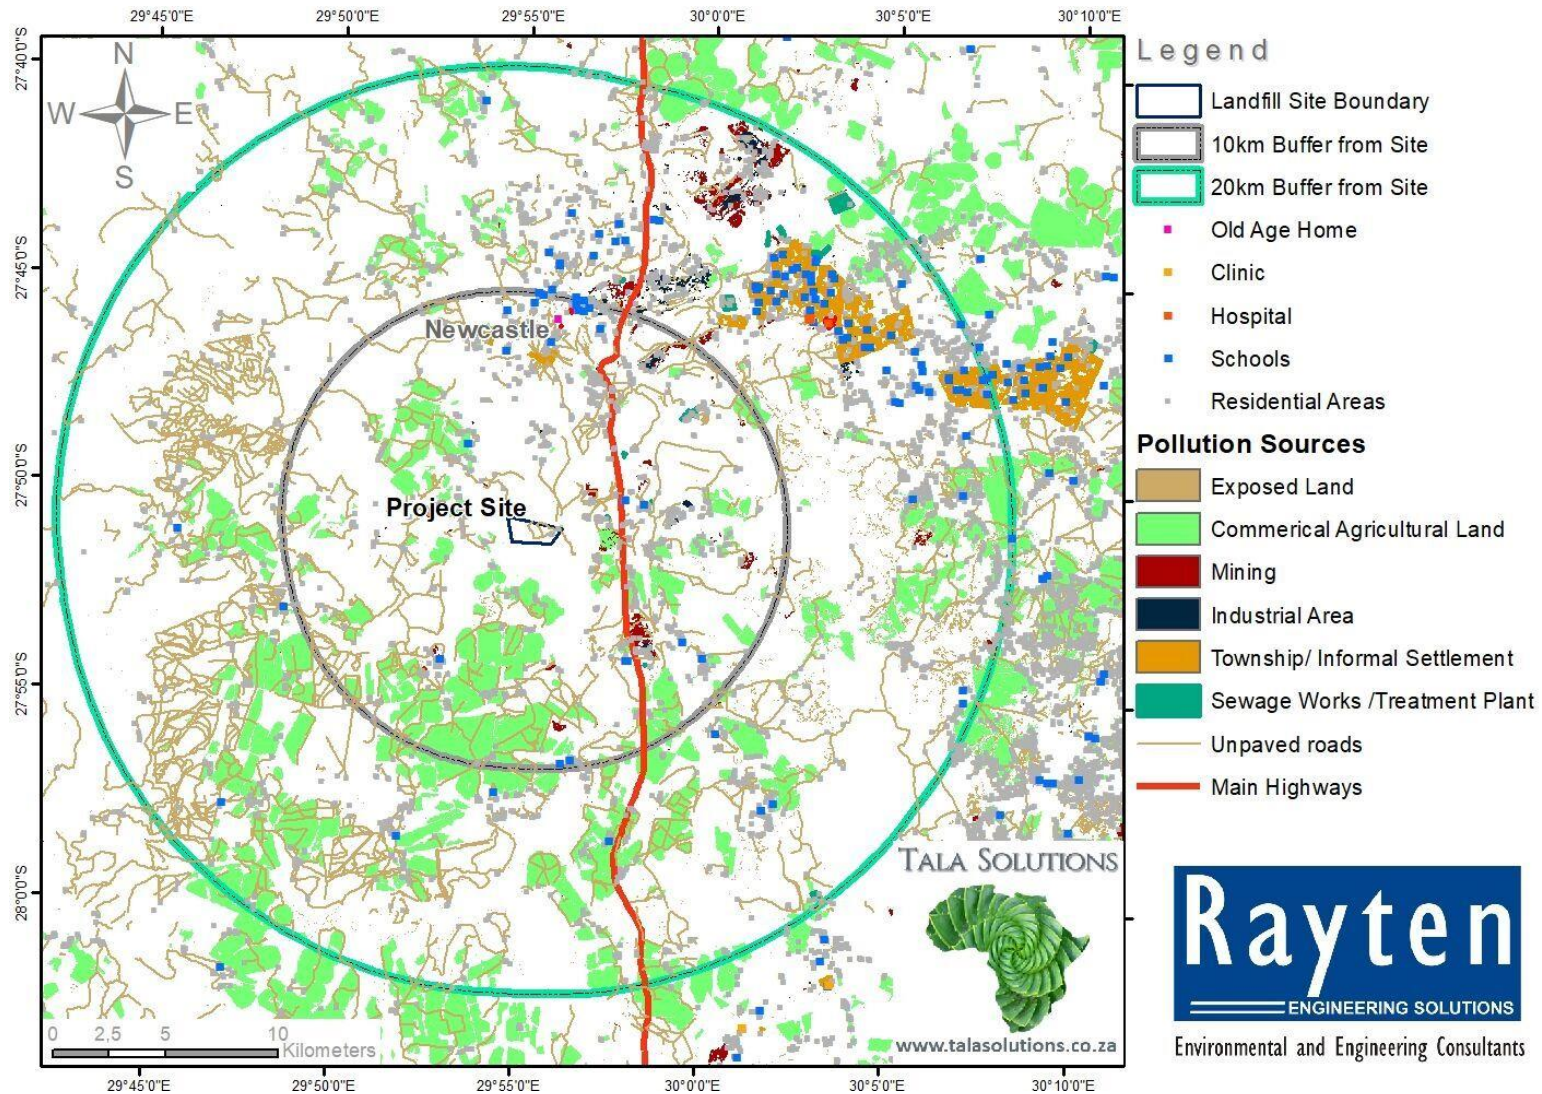 29°45'0"E 29°50'0"E 29°55'0"E 30°0'0"E 30°5'0"E 30°10'0"E
27°40'0"S
27°45'0"S
27°50'0"S
27°55'0"S
28°0'0"S
N
W E
S
Newcastle
Project Site
0 2,5 5 10
Kilometers
TALA SOLUTIONS
www.talasolutions.co.za
29°45'0"E 29°50'0"E 29°55'0"E 30°0'0"E 30°5'0"E 30°10'0"E
Legend
Landfill Site Boundary
10km Buffer from Site
20km Buffer from Site
Old Age Home
Clinic
Hospital
Schools
Residential Areas
Pollution Sources
Exposed Land
Commerical Agricultural Land
Mining
Industrial Area
Township/ Informal Settlement
Sewage Works /Treatment Plant
Unpaved roads
Main Highways
Rayten
ENGINEERING SOLUTIONS
Environmental and Engineering Consultants